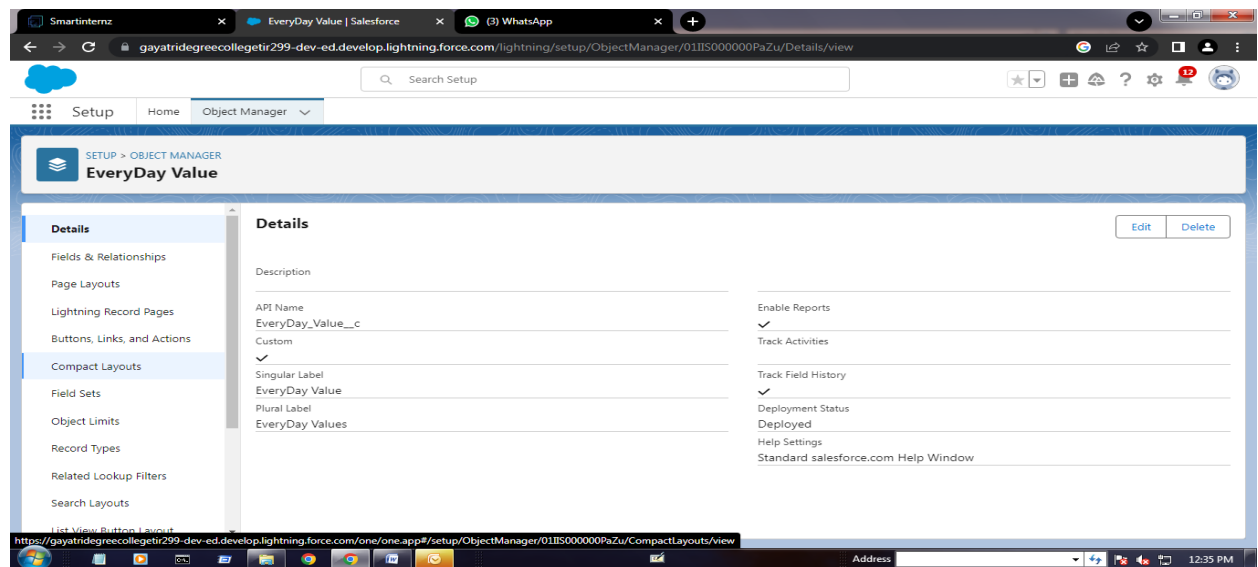 Smartinternz
EveryDay Value | Salesforce
(3) WhatsApp
gayatridegreecollegetir299-dev-ed.develop.lightning.force.com/lightning/setup/ObjectManager/01IIS000000PaZu/Details/view
Search Setup
12
Setup Home Object Manager
SETUP > OBJECT MANAGER
EveryDay Value
Details
Fields & Relationships
Page Layouts
Lightning Record Pages
Buttons, Links, and Actions
Compact Layouts
Field Sets
Object Limits
Record Types
Related Lookup Filters
Search Layouts
List View Button Layout
Details
Edit Delete
Description
API Name
EveryDay_Value__c
Custom
Singular Label
EveryDay Value
Plural Label
EveryDay Values
Enable Reports
Track Activities
Track Field History
Deployment Status
Deployed
Help Settings
Standard salesforce.com Help Window
https://gayatridegreecollegetir299-dev-ed.develop.lightning.force.com/one/one.app#/setup/ObjectManager/01IIS000000PaZu/CompactLayouts/view
Address
12:35 PM